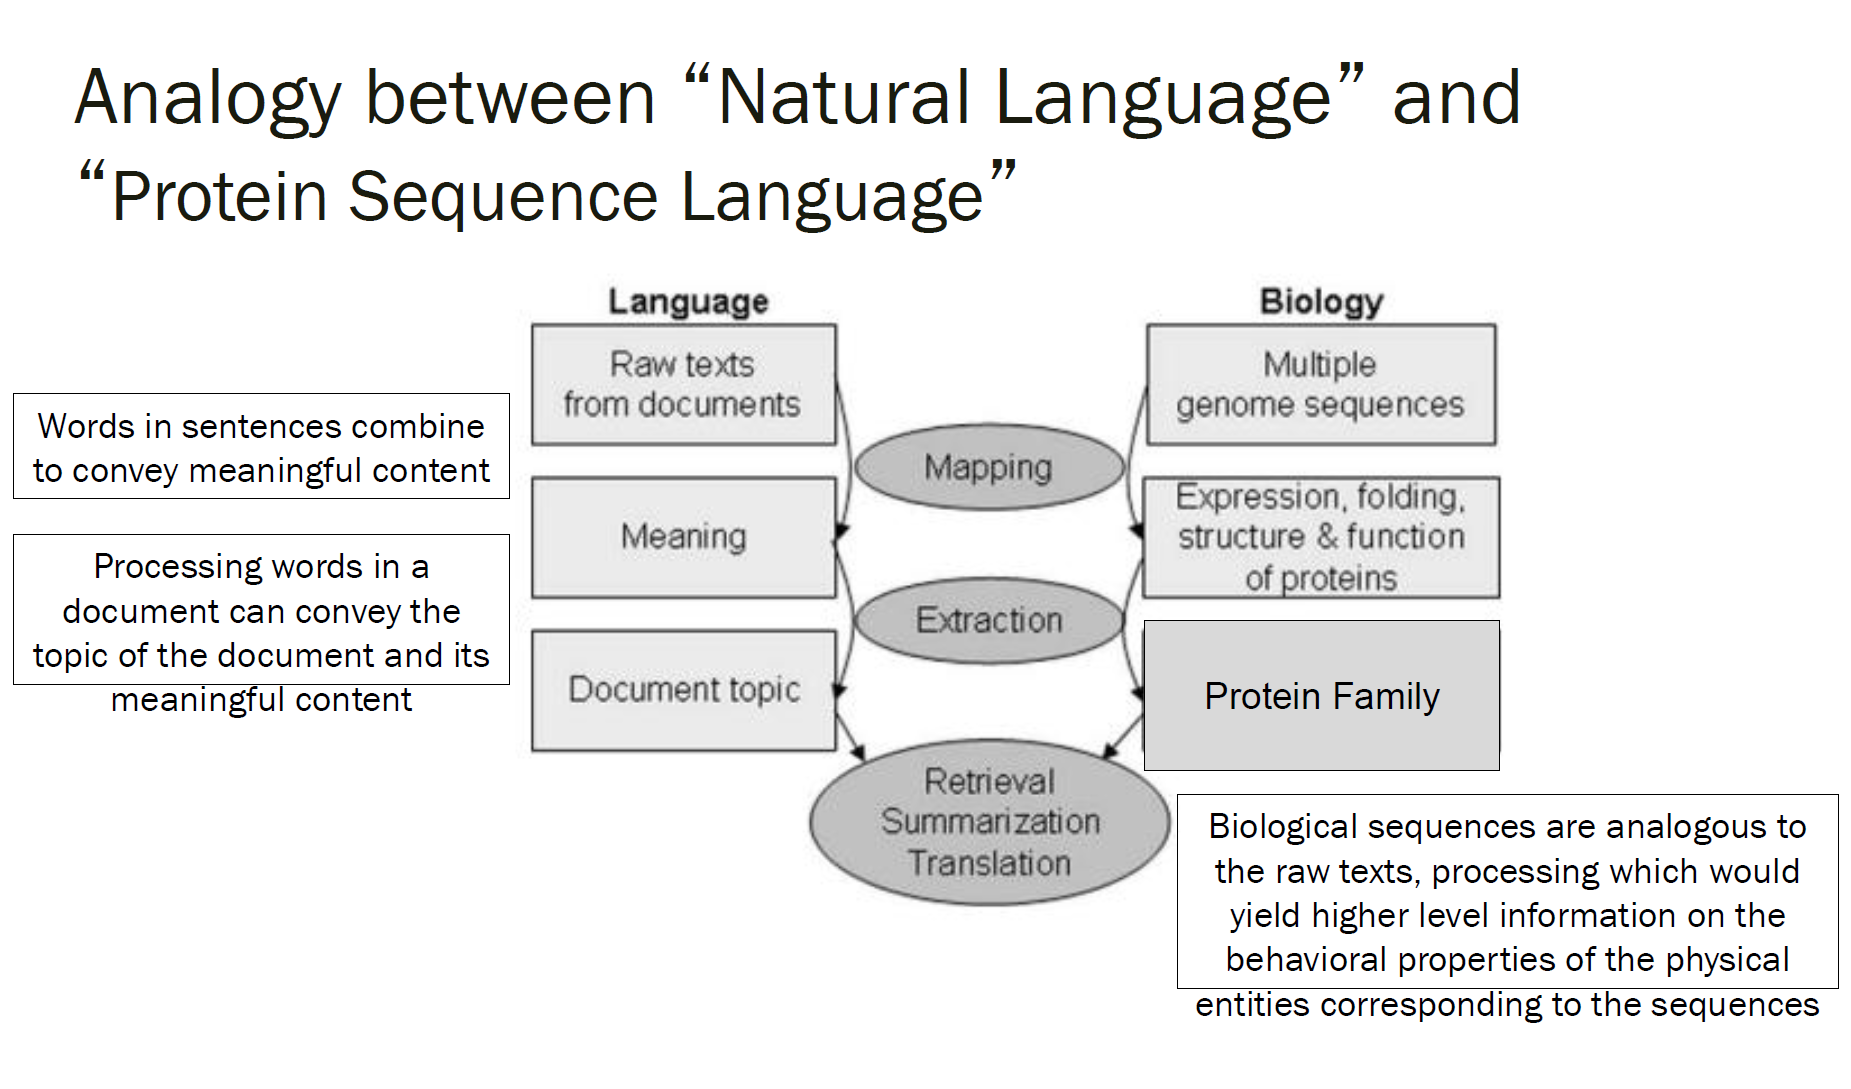 Analogy between “Natural Language” and
“Protein Sequence Language”
Language
Biology
Raw texts
from documents
Multiple
genome sequences
Words in sentences combine
to convey meaningful content
Mapping
Meaning
Expression, folding,
structure & function
of proteins
Processing words in a
document can convey the
topic of the document and its
meaningful content
Extraction
Document topic
Protein Family
Retrieval
Summarization
Translation
Biological sequences are analogous to
the raw texts, processing which would
yield higher level information on the
behavioral properties of the physical
entities corresponding to the sequences